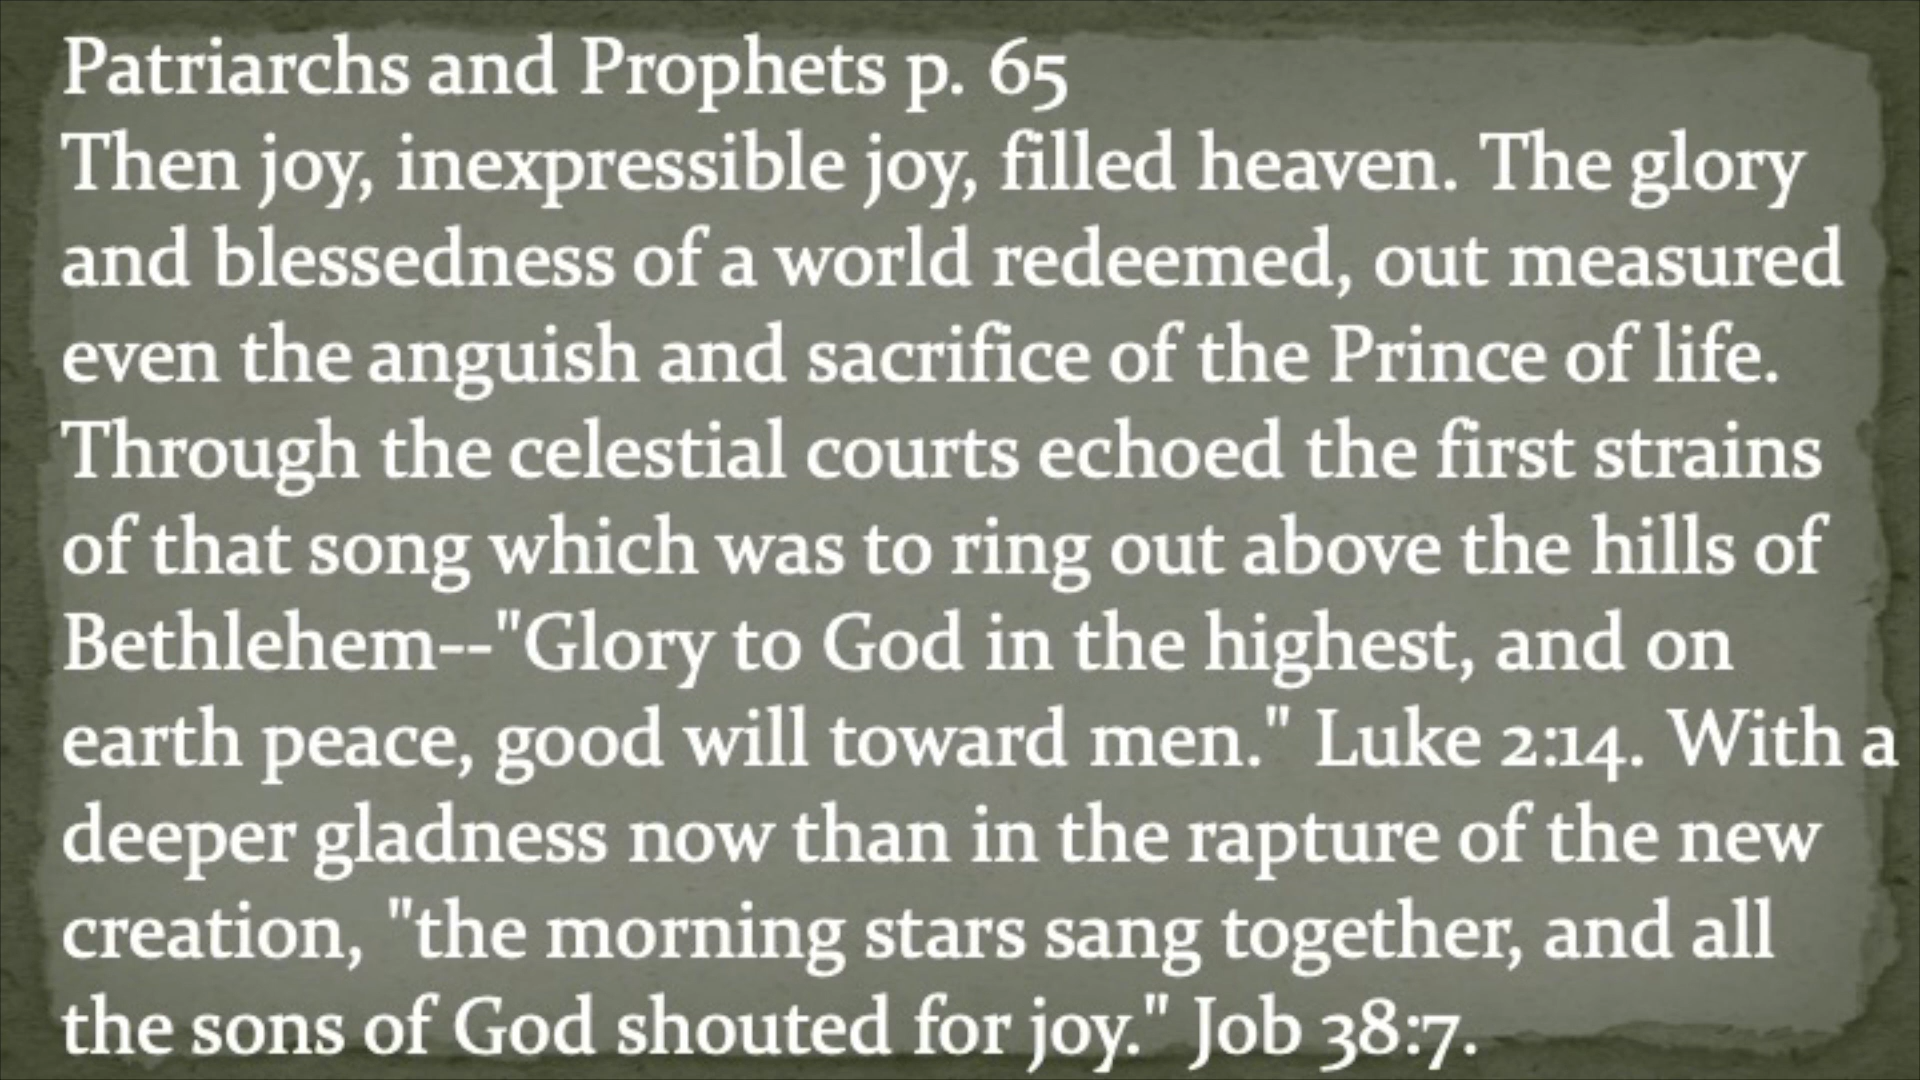 Patriarchs and Prophets p. 65
Then joy, inexpressible joy, filled heaven. The glory
and blessedness of a world redeemed, out measured
even the anguish and sacrifice of the Prince of life.
Through the celestial courts echoed the first strains
of that song which was to ring out above the hills of
Bethlehem--"Glory to God in the highest, and on
earth peace, good will toward men." Luke 2:14. With a
deeper gladness now than in the rapture of the new
creation, "the morning stars sang together, and all
the sons of God shouted for joy." Job 38:7.